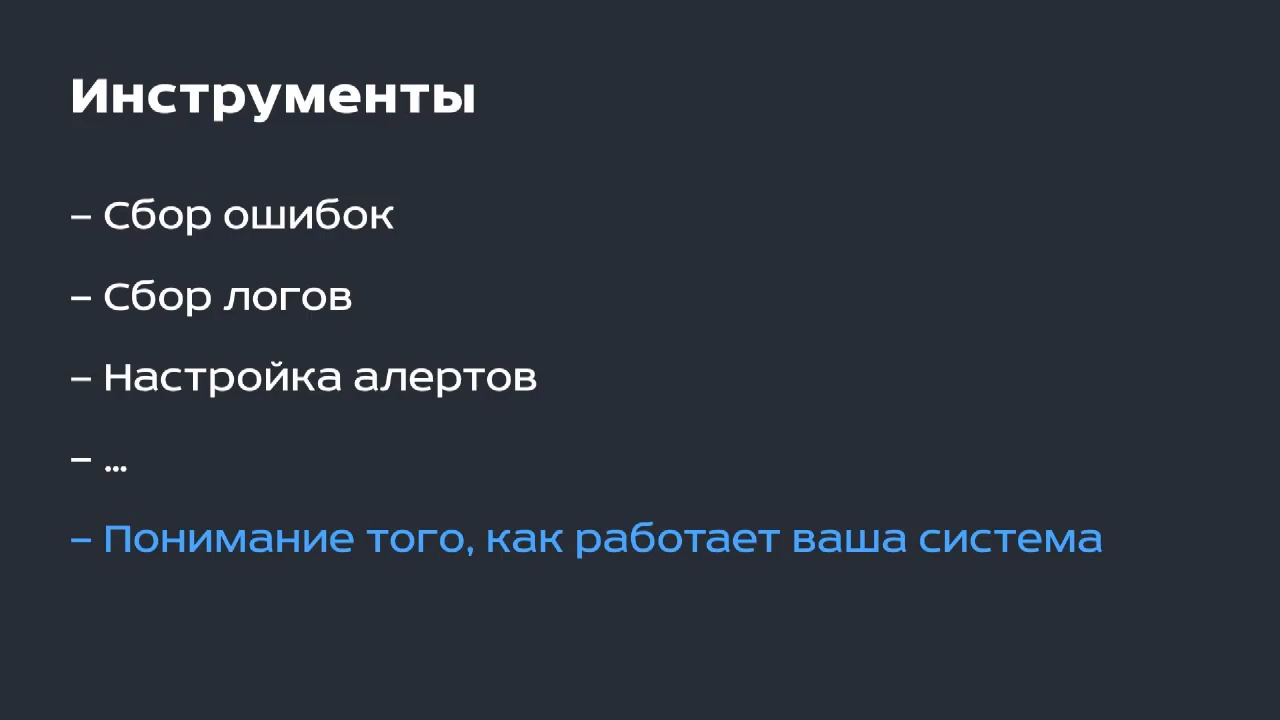 Инструменты
– Сбор ошибок
– Сбор логов
– Настройка алертов
– ...
– Понимание того, как работает ваша система